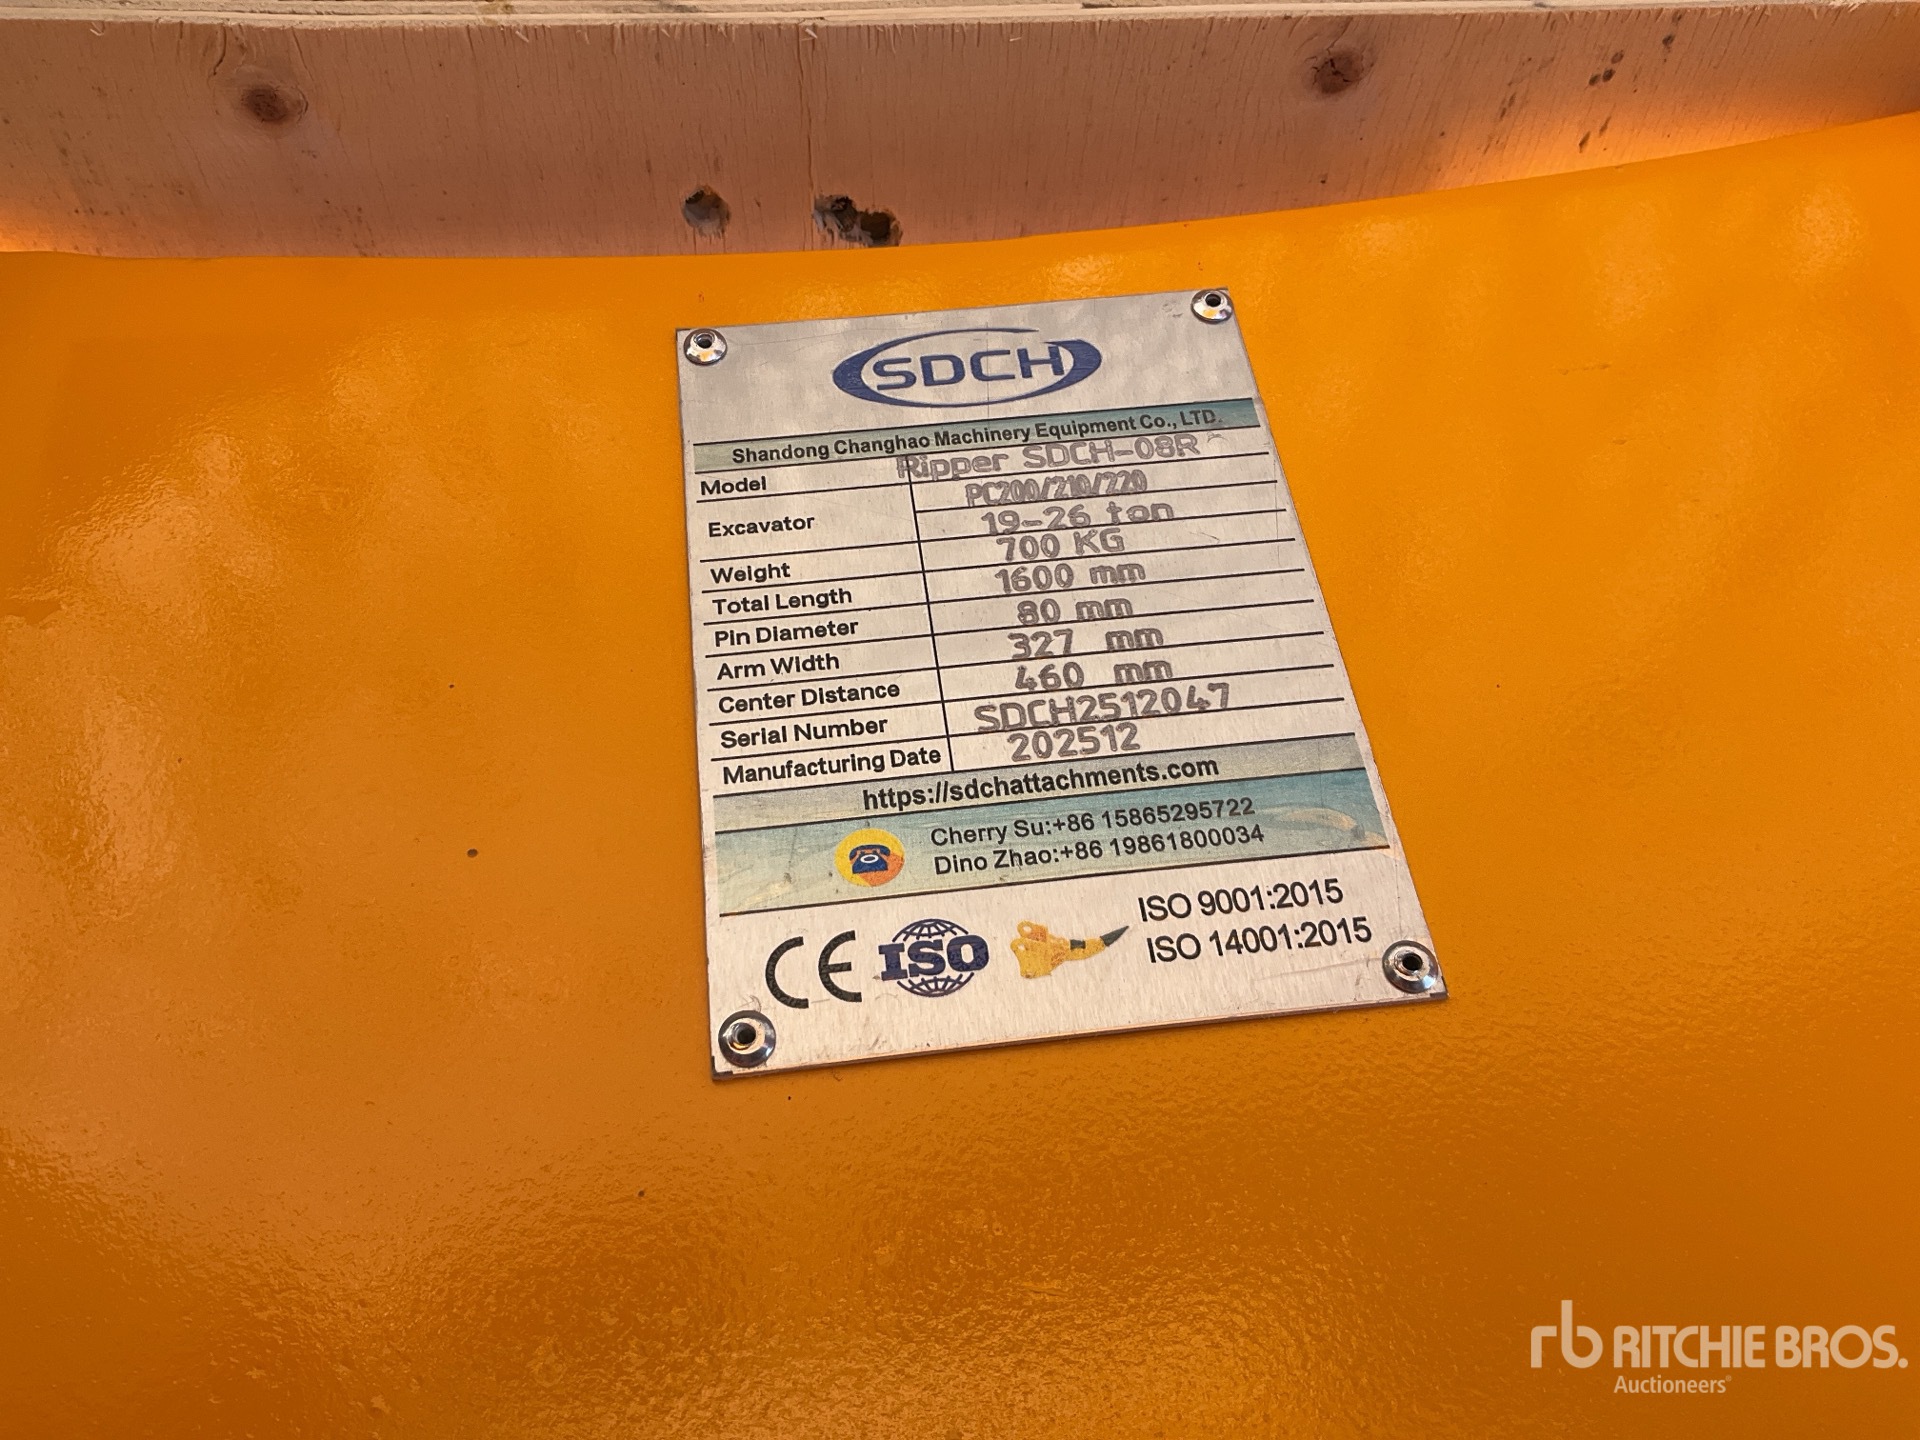 SDCH
Shandong Changhao Machinery Equipment Co., LTD.
Model Ripper SDCH-08R
Excavator PC200/210/220
19-26 ton
Weight 700 KG
Total Length 1600 mm
Pin Diameter 80 mm
Arm Width 327 mm
Center Distance 460 mm
Serial Number SDCH2512047
Manufacturing Date 202512
https://sdchattachments.com
Cherry Su:+86 15865295722
Dino Zhao:+86 19861800034
CE ISO ISO 9001:2015
ISO 14001:2015
rb RITCHIE BROS.
Auctioneers